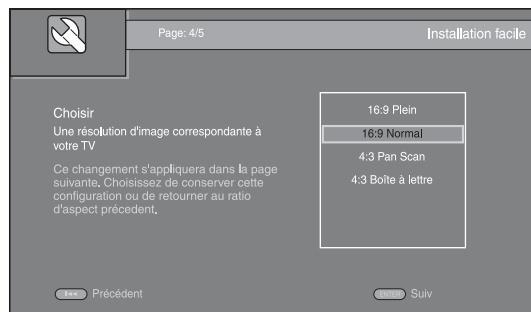 Page: 4/5
Installation facile
Choisir
Une résolution d'image correspondante à
votre TV
Ce changement s'appliquera dans la page
suivante. Choisissez de conserver cette
configuration ou de retourner au ratio
d'aspect précedent.
16:9 Plein
16:9 Normal
4:3 Pan Scan
4:3 Boîte à lettre
Précédent
ENTER Suiv